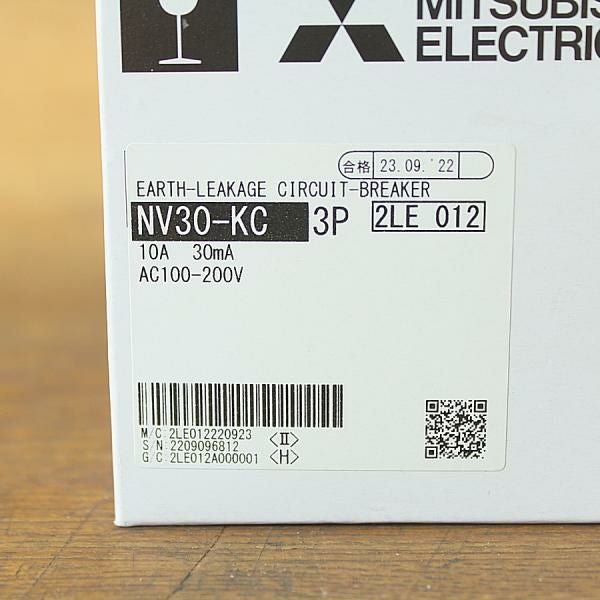 MITSUBIS
ELECTRIC
合格 23.09.'22
EARTH-LEAKAGE CIRCUIT-BREAKER
NV30-KC 3P 2LE 012
10A 30mA
AC100-200V
M/C:2LE012220923 〈Ⅱ〉
S/N:2209096812
G/C:2LE012A000001 〈H〉